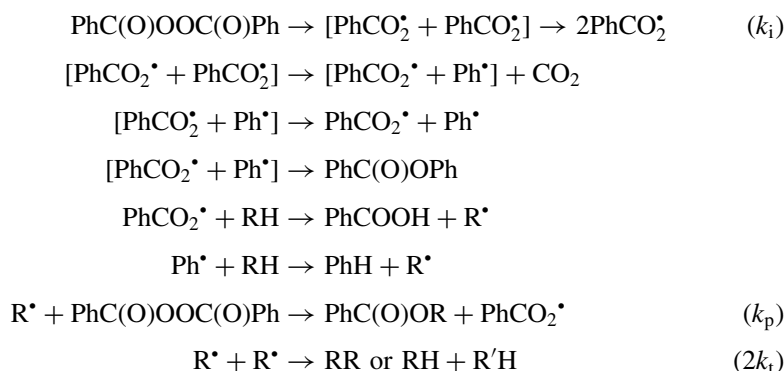 PhC(O)OOC(O)Ph → [PhCO₂• + PhCO₂•] → 2PhCO₂• (kᵢ)
[PhCO₂• + PhCO₂•] → [PhCO₂• + Ph•] + CO₂
[PhCO₂• + Ph•] → PhCO₂• + Ph•
[PhCO₂• + Ph•] → PhC(O)OPh
PhCO₂• + RH → PhCOOH + R•
Ph• + RH → PhH + R•
R• + PhC(O)OOC(O)Ph → PhC(O)OR + PhCO₂• (kₚ)
R• + R• → RR or RH + R′H (2kₜ)